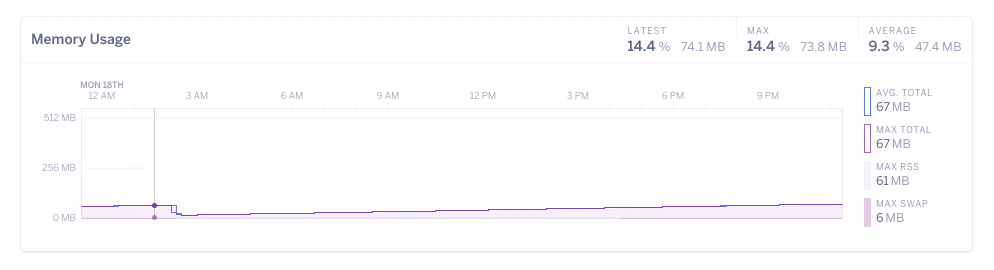 Memory Usage
LATEST
14.4 % 74.1 MB
MAX
14.4 % 73.8 MB
AVERAGE
9.3 % 47.4 MB
MON 18TH
12 AM 3 AM 6 AM 9 AM 12 PM 3 PM 6 PM 9 PM
512 MB
256 MB
0 MB
AVG. TOTAL
67 MB
MAX TOTAL
67 MB
MAX RSS
61 MB
MAX SWAP
6 MB